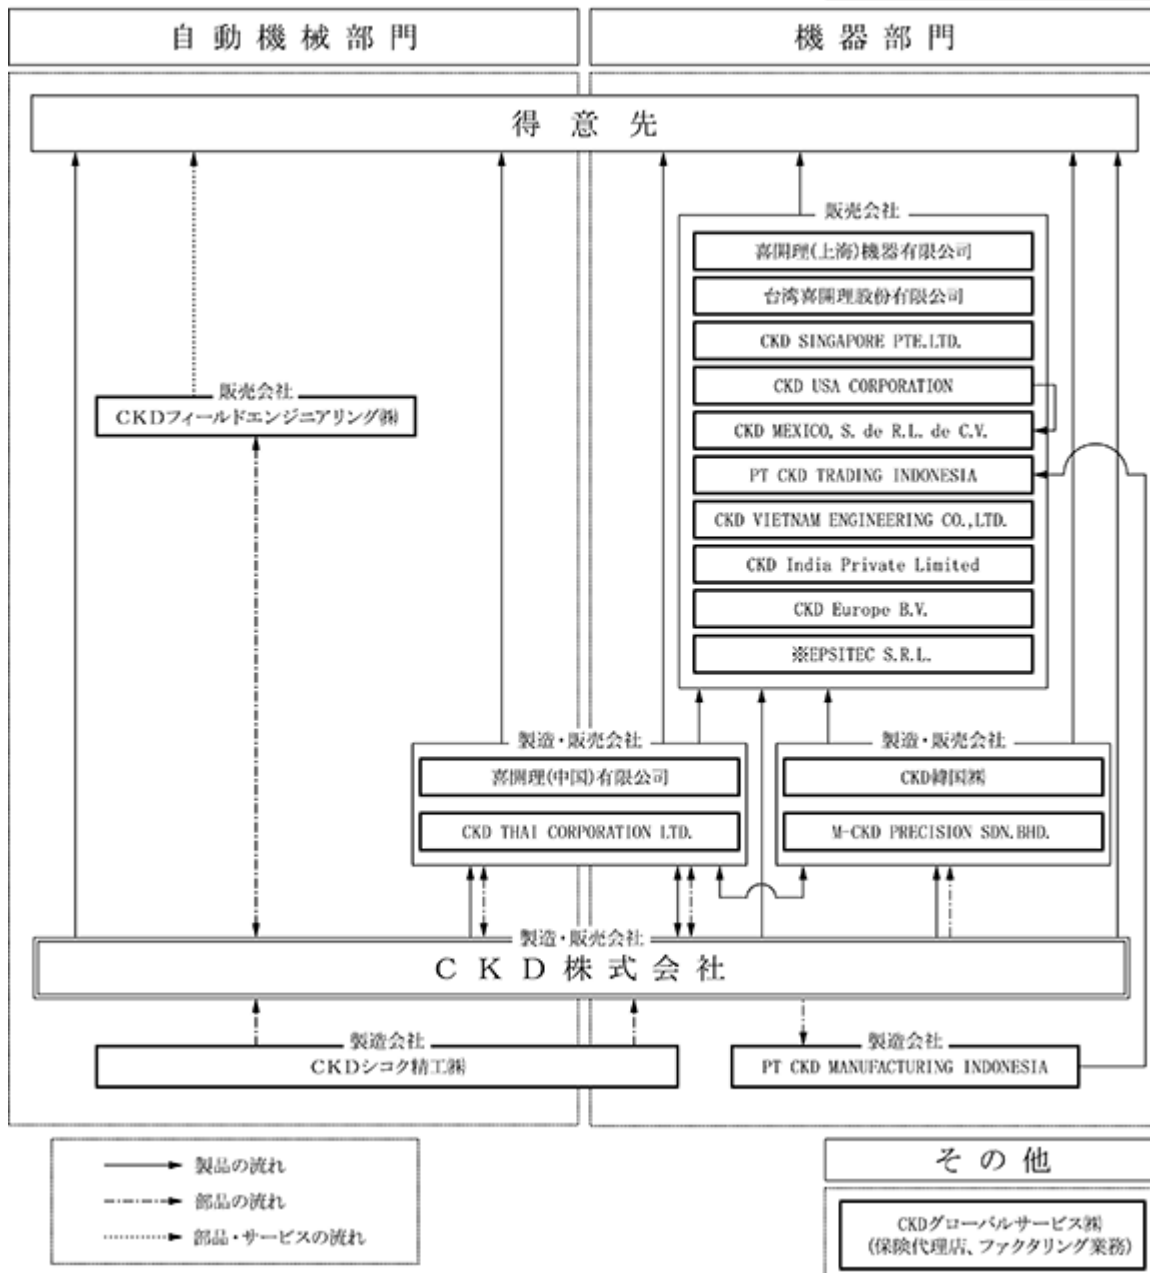 自動機械部門
機器部門
得意先
販売会社
喜開理(上海)機器有限公司
台湾喜開理股份有限公司
CKD SINGAPORE PTE.LTD.
CKD USA CORPORATION
CKD MEXICO, S. de R.L. de C.V.
PT CKD TRADING INDONESIA
CKD VIETNAM ENGINEERING CO.,LTD.
CKD India Private Limited
CKD Europe B.V.
※EPSITEC S.R.L.
販売会社
CKDフィールドエンジニアリング㈱
製造・販売会社
喜開理(中国)有限公司
CKD THAI CORPORATION LTD.
製造・販売会社
CKD韓国㈱
M-CKD PRECISION SDN.BHD.
製造・販売会社
CKD株式会社
製造会社
CKDシコク精工㈱
製造会社
PT CKD MANUFACTURING INDONESIA
製品の流れ
部品の流れ
部品・サービスの流れ
その他
CKDグローバルサービス㈱
(保険代理店、ファクタリング業務)